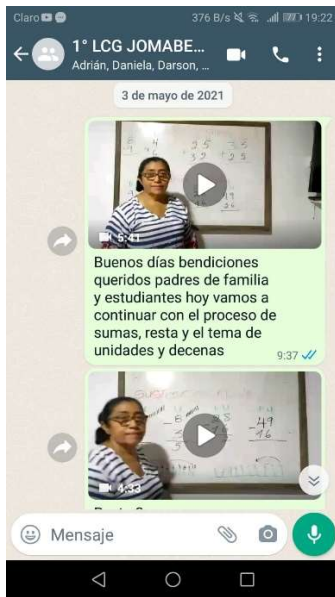 Claro 376 B/s 19:22
1° LCG JOMABE...
Adrián, Daniela, Darson, ...
3 de mayo de 2021
5:41
Buenos días bendiciones
queridos padres de familia
y estudiantes hoy vamos a
continuar con el proceso de
sumas, resta y el tema de
unidades y decenas
9:37
4:33
Mensaje